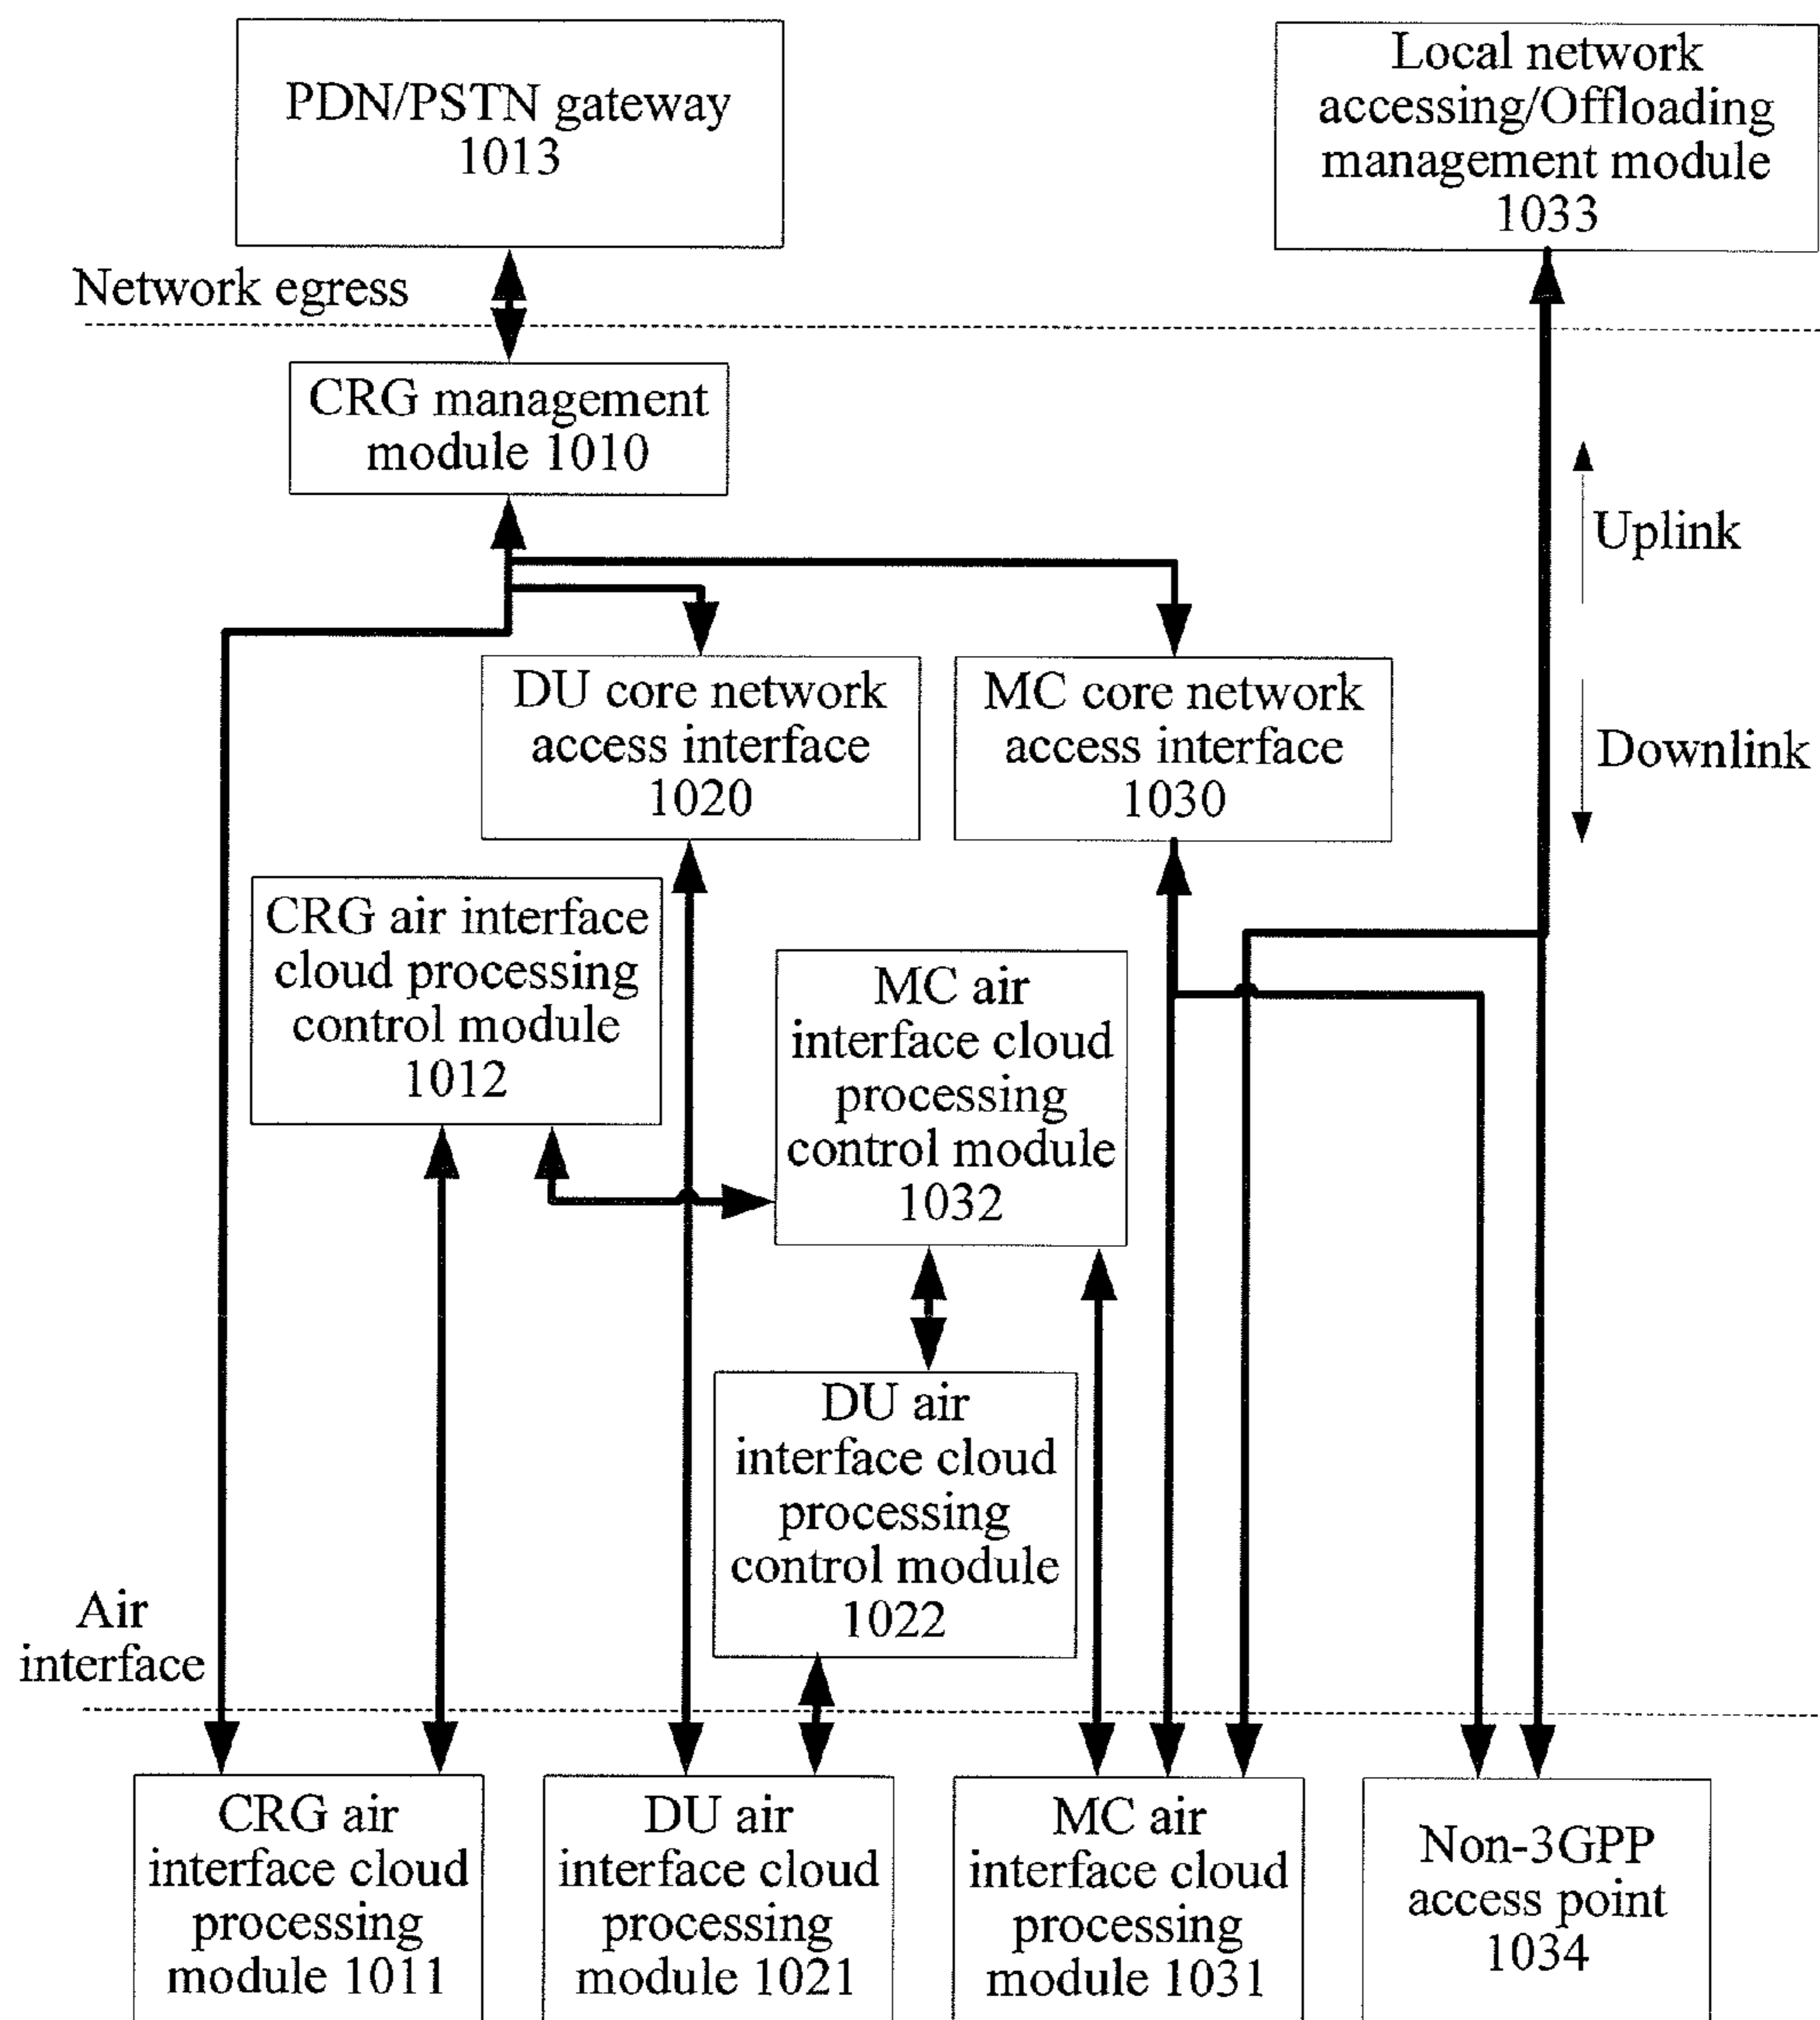 PDN/PSTN gateway
1013
Local network
accessing/Offloading
management module
1033
Network egress
CRG management
module 1010
Uplink
Downlink
DU core network
access interface
1020
MC core network
access interface
1030
CRG air interface
cloud processing
control module
1012
MC air
interface cloud
processing
control module
1032
DU air
interface cloud
processing
control module
1022
Air
interface
CRG air
interface cloud
processing
module 1011
DU air
interface cloud
processing
module 1021
MC air
interface cloud
processing
module 1031
Non-3GPP
access point
1034